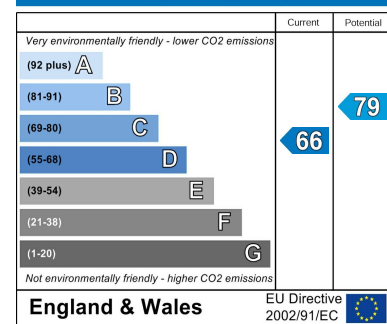 Current Potential
Very environmentally friendly - lower CO2 emissions
(92 plus) A
(81-91) B
79
(69-80) C
66
(55-68) D
(39-54) E
(21-38) F
(1-20) G
Not environmentally friendly - higher CO2 emissions
England & Wales
EU Directive
2002/91/EC